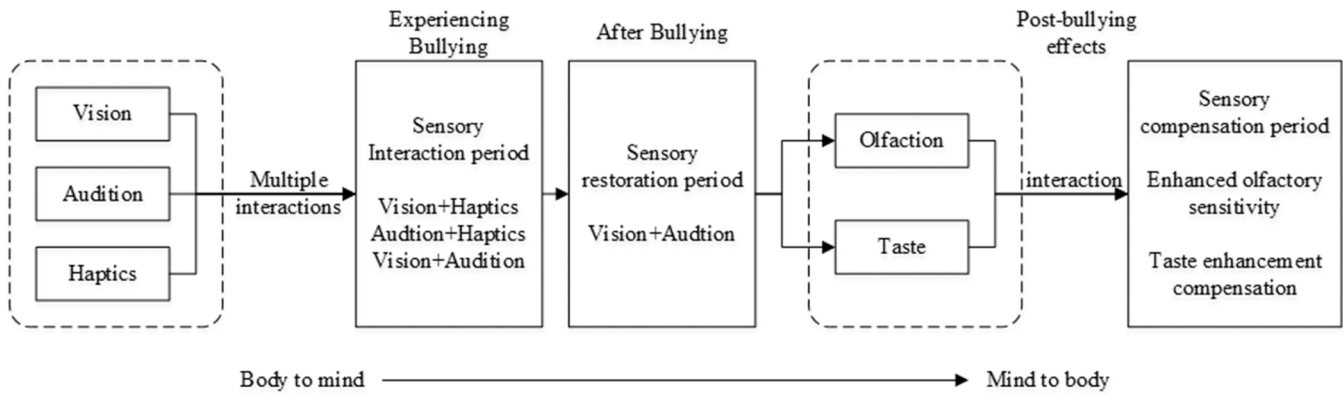 Vision
Audition
Haptics
Multiple
interactions
Experiencing
Bullying
Sensory
Interaction period
Vision+Haptics
Audtion+Haptics
Vision+Audition
After Bullying
Sensory
restoration period
Vision+Audtion
Olfaction
Taste
interaction
Post-bullying
effects
Sensory
compensation period
Enhanced olfactory
sensitivity
Taste enhancement
compensation
Body to mind
Mind to body